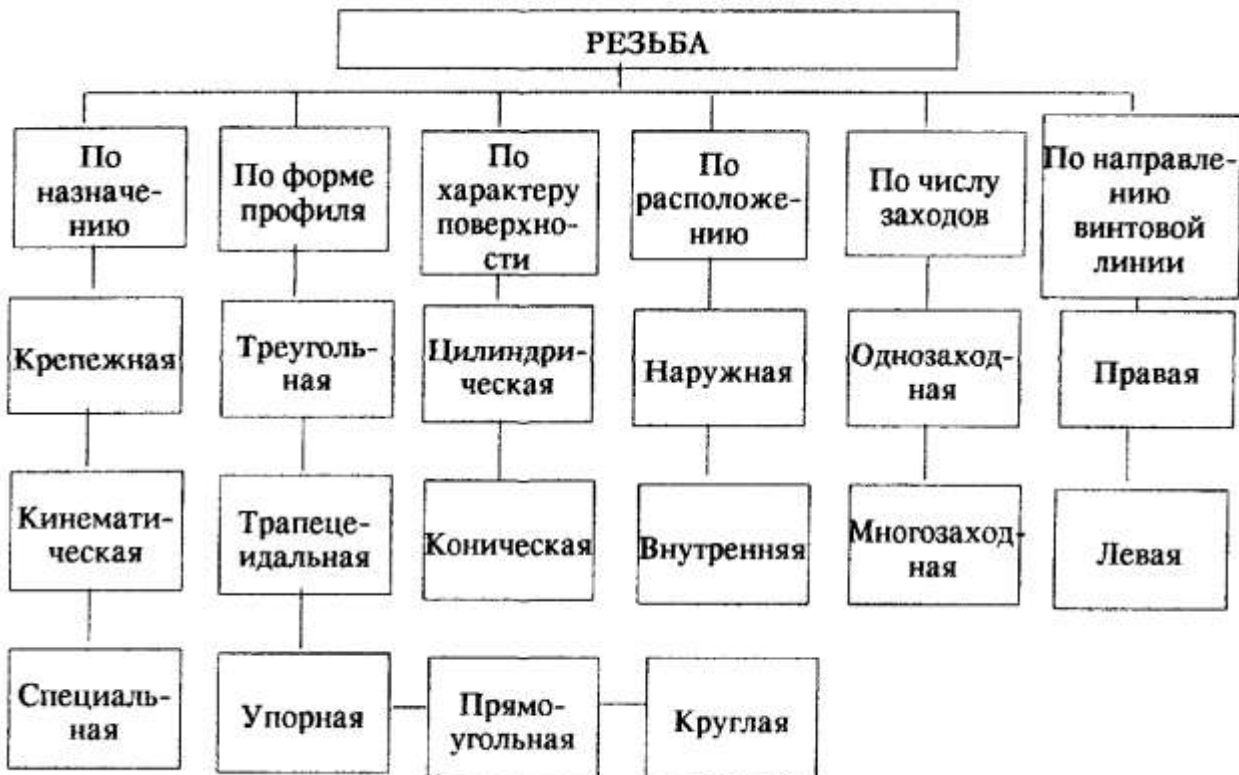 РЕЗЬБА
По
назначе-
нию
По форме
профиля
По
характеру
поверхно-
сти
По
расположе-
нию
По числу
заходов
По направле-
нию
винтовой
линии
Крепежная
Треуголь-
ная
Цилиндри-
ческая
Наружная
Однозаход-
ная
Правая
Кинемати-
ческая
Трапеце-
идальная
Коническая
Внутренняя
Многозаход-
ная
Левая
Специаль-
ная
Упорная
Прямо-
угольная
Круглая